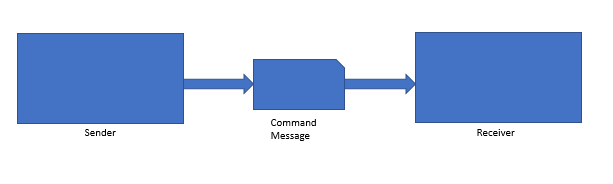 Sender
Command
Message
Receiver